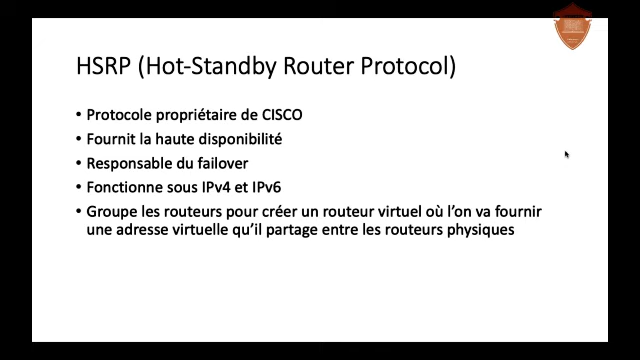 HSRP (Hot-Standby Router Protocol)
• Protocole propriétaire de CISCO
• Fournit la haute disponibilité
• Responsable du failover
• Fonctionne sous IPv4 et IPv6
• Groupe les routeurs pour créer un routeur virtuel où l'on va fournir
une adresse virtuelle qu'il partage entre les routeurs physiques